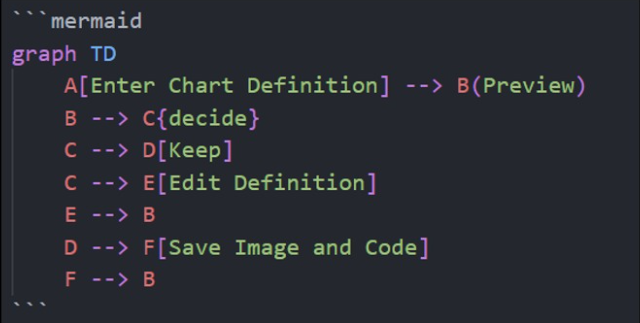 ```mermaid
graph TD
    A[Enter Chart Definition] --> B(Preview)
    B --> C{decide}
    C --> D[Keep]
    C --> E[Edit Definition]
    E --> B
    D --> F[Save Image and Code]
    F --> B
```